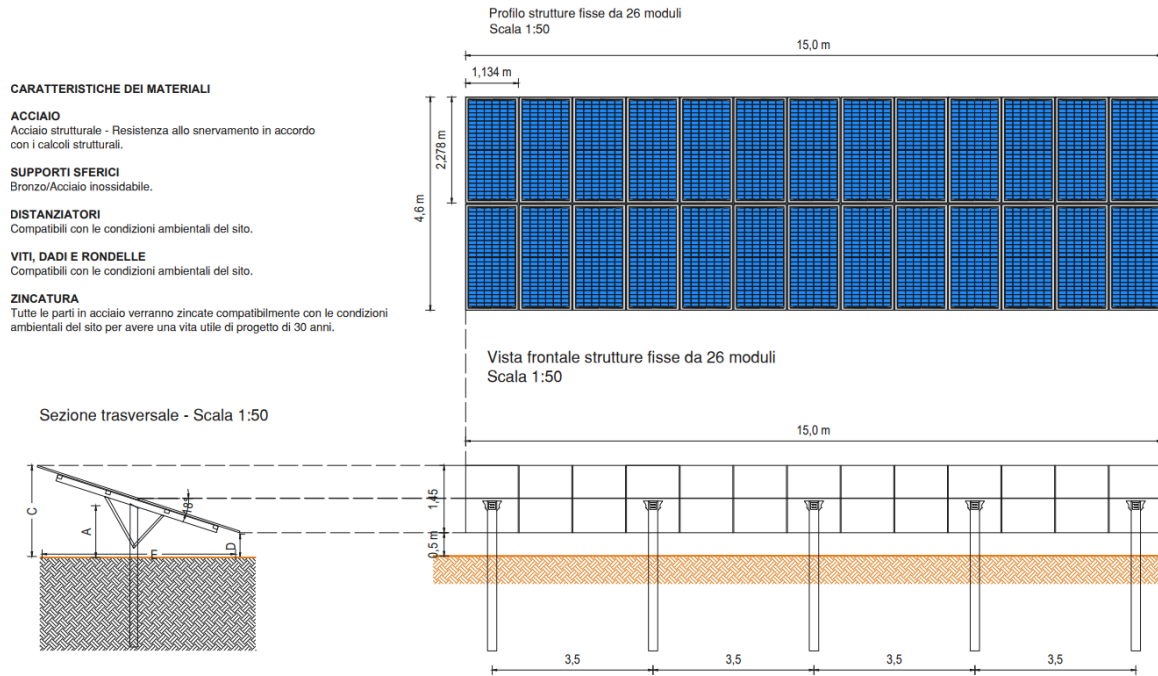 Profilo strutture fisse da 26 moduli
Scala 1:50
15,0 m
1,134 m
2,278 m
4,6 m
CARATTERISTICHE DEI MATERIALI
ACCIAIO
Acciaio strutturale - Resistenza allo snervamento in accordo
con i calcoli strutturali.
SUPPORTI SFERICI
Bronzo/Acciaio inossidabile.
DISTANZIATORI
Compatibili con le condizioni ambientali del sito.
VITI, DADI E RONDELLE
Compatibili con le condizioni ambientali del sito.
ZINCATURA
Tutte le parti in acciaio verranno zincate compatibilmente con le condizioni
ambientali del sito per avere una vita utile di progetto di 30 anni.
Vista frontale strutture fisse da 26 moduli
Scala 1:50
Sezione trasversale - Scala 1:50
15,0 m
C
A
18°
D
E
1,45
0,5 m
3,5
3,5
3,5
3,5